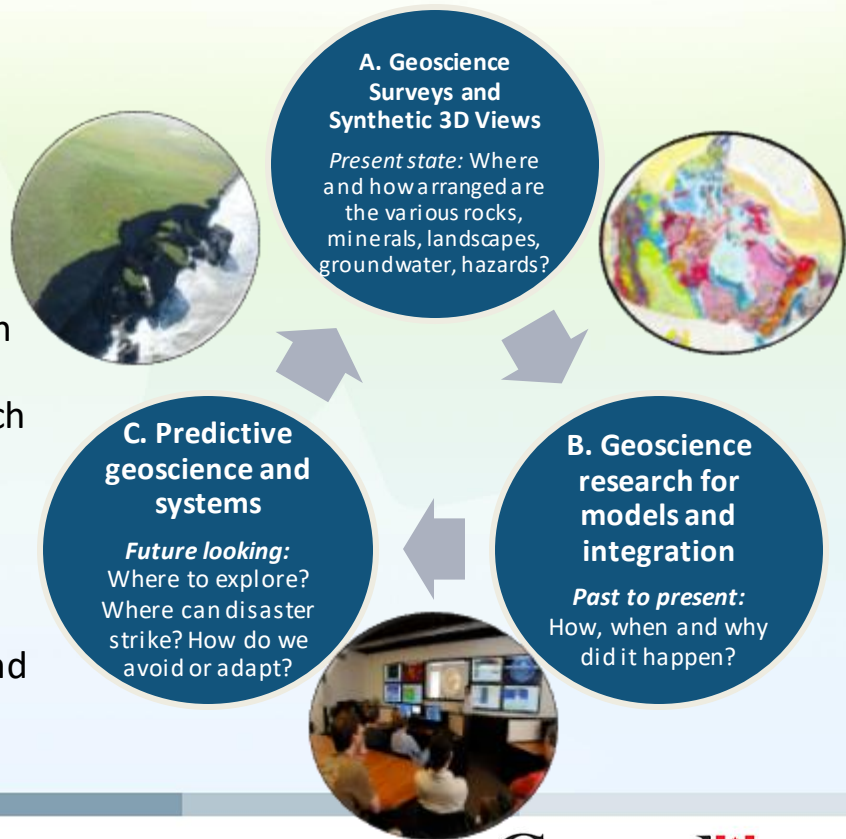 A. Geoscience
Surveys and
Synthetic 3D Views
Present state: Where
and how arranged are
the various rocks,
minerals, landscapes,
groundwater, hazards?
C. Predictive
geoscience and
systems
Future looking:
Where to explore?
Where can disaster
strike? How do we
avoid or adapt?
B. Geoscience
research for
models and
integration
Past to present:
How, when and why
did it happen?